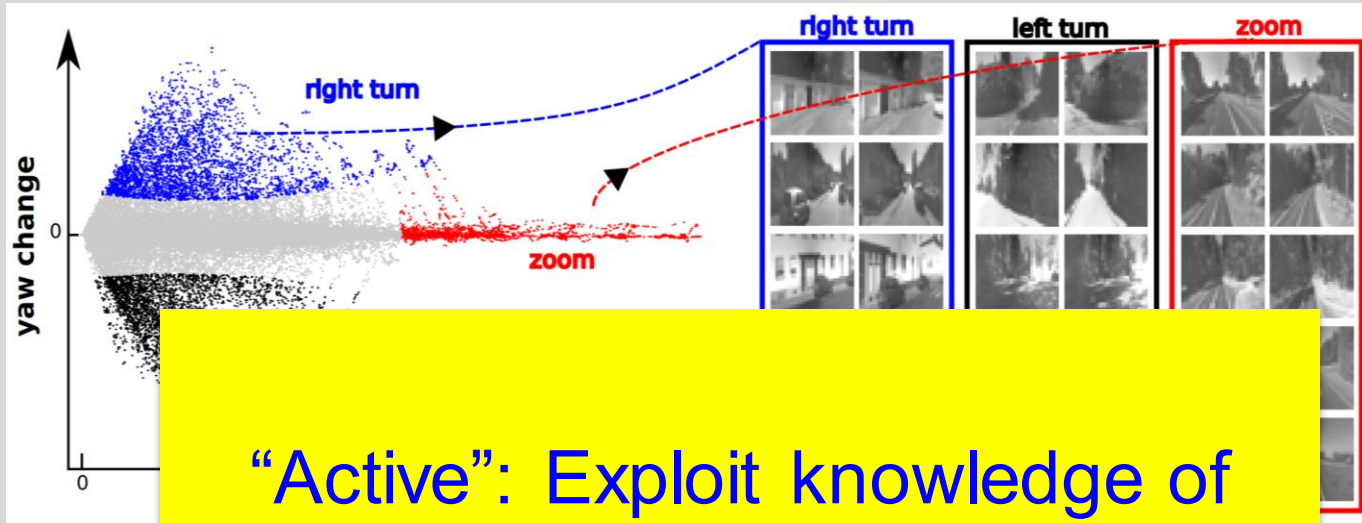 right turn
left turn
zoom
right turn
yaw change
0
zoom
0
“Active”: Exploit knowledge of